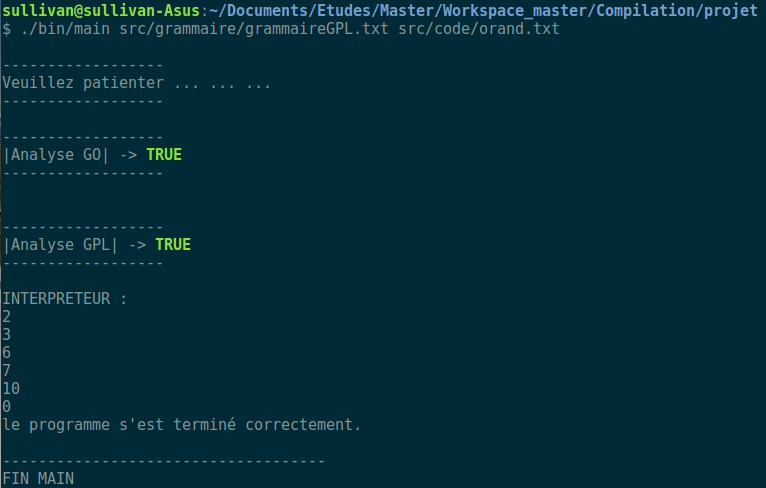 sullivan@sullivan-Asus:~/Documents/Etudes/Master/Workspace_master/Compilation/projet
$ ./bin/main src/grammaire/grammaireGPL.txt src/code/orand.txt
------------------
Veuillez patienter ... ... ...
------------------
------------------
|Analyse GO| -> TRUE
------------------
------------------
|Analyse GPL| -> TRUE
------------------
INTERPRETEUR :
2
3
6
7
10
0
le programme s'est terminé correctement.
------------------------------------
FIN MAIN